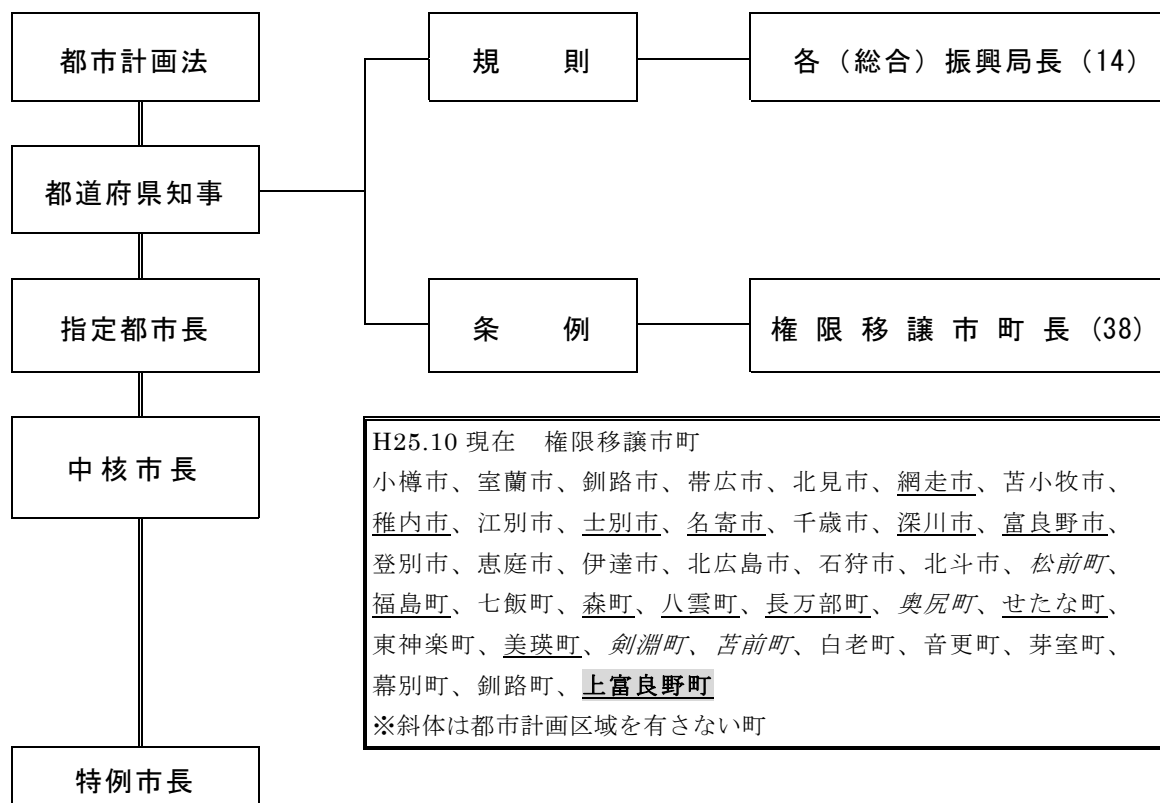 都市計画法
規　則
各（総合）振興局長（14）
都道府県知事
指定都市長
条　例
権限移譲市町長（38）
中核市長
H25.10 現在　権限移譲市町
小樽市、室蘭市、釧路市、帯広市、北見市、網走市、苫小牧市、
稚内市、江別市、士別市、名寄市、千歳市、深川市、富良野市、
登別市、恵庭市、伊達市、北広島市、石狩市、北斗市、松前町、
福島町、七飯町、森町、八雲町、長万部町、奥尻町、せたな町、
東神楽町、美瑛町、剣淵町、苫前町、白老町、音更町、芽室町、
幕別町、釧路町、上富良野町
※斜体は都市計画区域を有さない町
特例市長